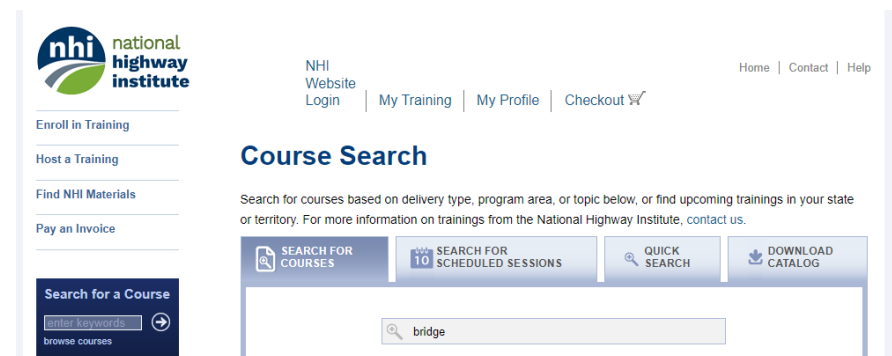 nhi national
highway
institute
NHI
Website
Login
My Training
My Profile
Checkout
Home | Contact | Help
Enroll in Training
Host a Training
Find NHI Materials
Pay an Invoice
Search for a Course
enter keywords
browse courses
Course Search
Search for courses based on delivery type, program area, or topic below, or find upcoming trainings in your state
or territory. For more information on trainings from the National Highway Institute, contact us.
SEARCH FOR
COURSES
10
SEARCH FOR
SCHEDULED SESSIONS
QUICK
SEARCH
DOWNLOAD
CATALOG
bridge